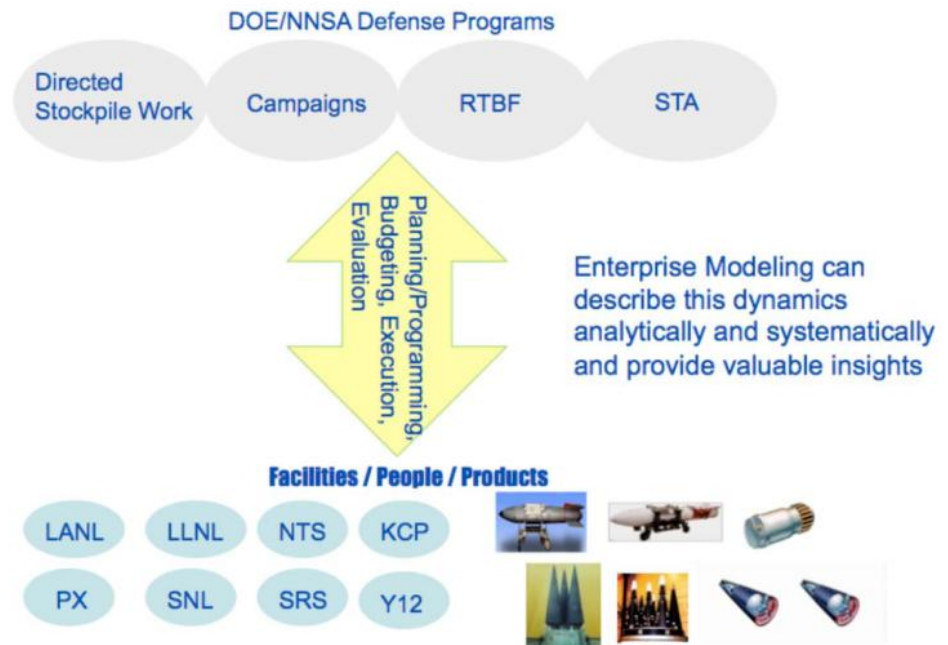 DOE/NNSA Defense Programs
Directed
Stockpile Work
Campaigns
RTBF
STA
Planning/Programming,
Budgeting, Execution,
Evaluation
Enterprise Modeling can
describe this dynamics
analytically and systematically
and provide valuable insights
Facilities / People / Products
LANL
LLNL
NTS
KCP
PX
SNL
SRS
Y12